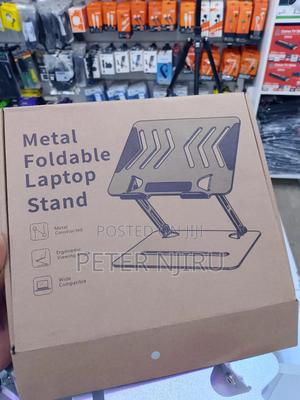 Metal
Foldable
Laptop
Stand
Metal
Constructed
Ergonomic
Viewing
Wide
Compatible
POSTED ON JIJI
PETER NJIRU